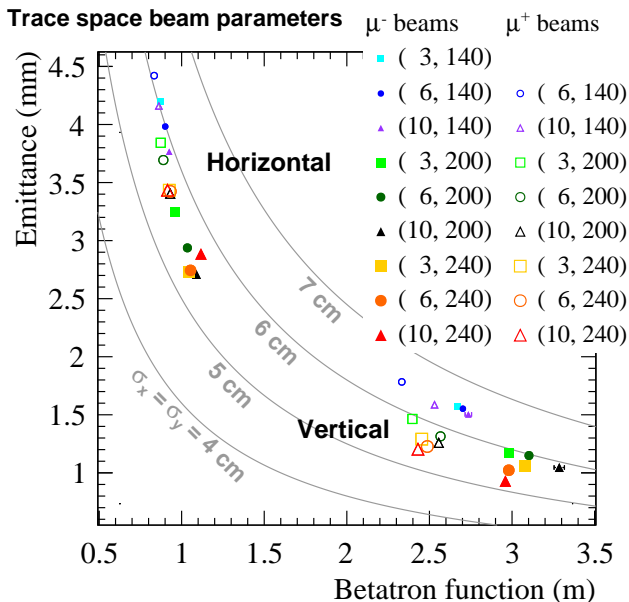 Trace space beam parameters
μ⁻ beams μ⁺ beams
( 3, 140)
( 6, 140) ( 6, 140)
(10, 140) (10, 140)
( 3, 200) ( 3, 200)
( 6, 200) ( 6, 200)
(10, 200) (10, 200)
( 3, 240) ( 3, 240)
( 6, 240) ( 6, 240)
(10, 240) (10, 240)
Emittance (mm)
4.5
4
3.5
3
2.5
2
1.5
1
Horizontal
7 cm
6 cm
5 cm
σx = σy = 4 cm
Vertical
0.5 1 1.5 2 2.5 3 3.5
Betatron function (m)